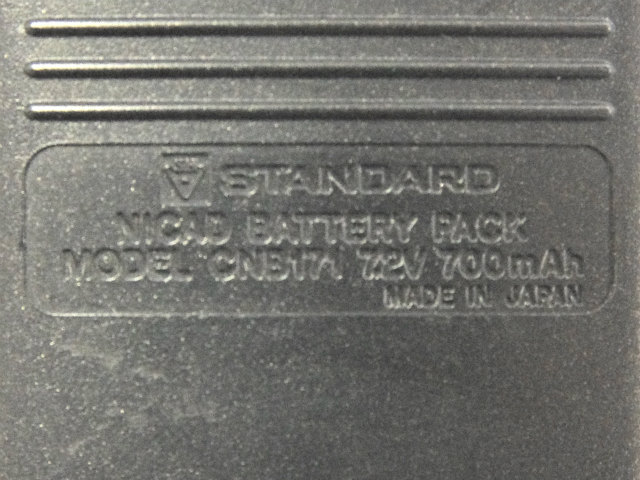 STANDARD
NICAD BATTERY PACK
MODEL CNB171 7.2V 700mAh
MADE IN JAPAN